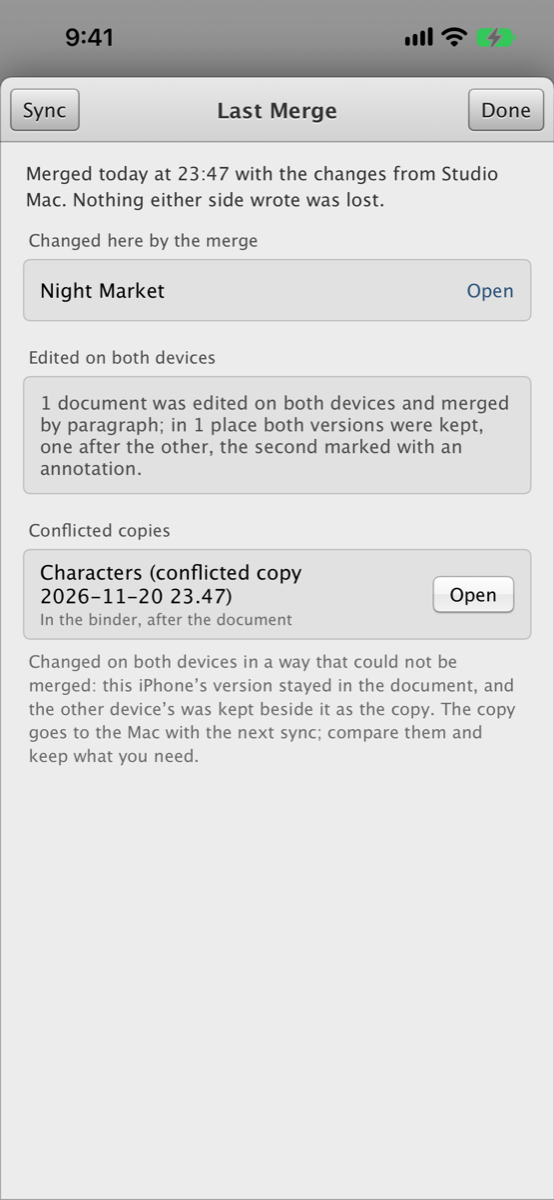 9:41
Sync
Last Merge
Done
Merged today at 23:47 with the changes from Studio
Mac. Nothing either side wrote was lost.
Changed here by the merge
Night Market
Open
Edited on both devices
1 document was edited on both devices and merged
by paragraph; in 1 place both versions were kept,
one after the other, the second marked with an
annotation.
Conflicted copies
Characters (conflicted copy
2026-11-20 23.47)
In the binder, after the document
Open
Changed on both devices in a way that could not be
merged: this iPhone’s version stayed in the document, and
the other device’s was kept beside it as the copy. The copy
goes to the Mac with the next sync; compare them and
keep what you need.